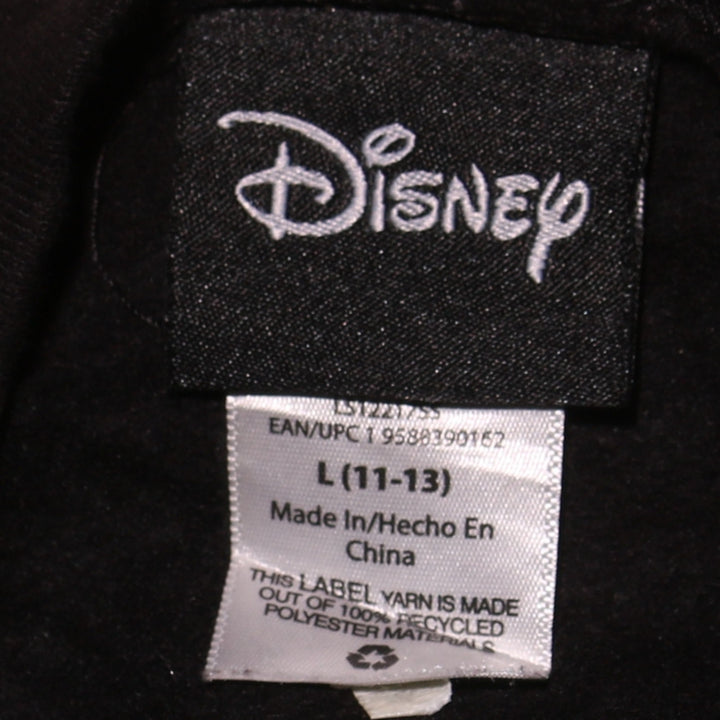 Disney
EAN/UPC 1 9588390162
L (11-13)
Made In/Hecho En
China
THIS LABEL YARN IS MADE
OUT OF 100% RECYCLED
POLYESTER MATERIALS